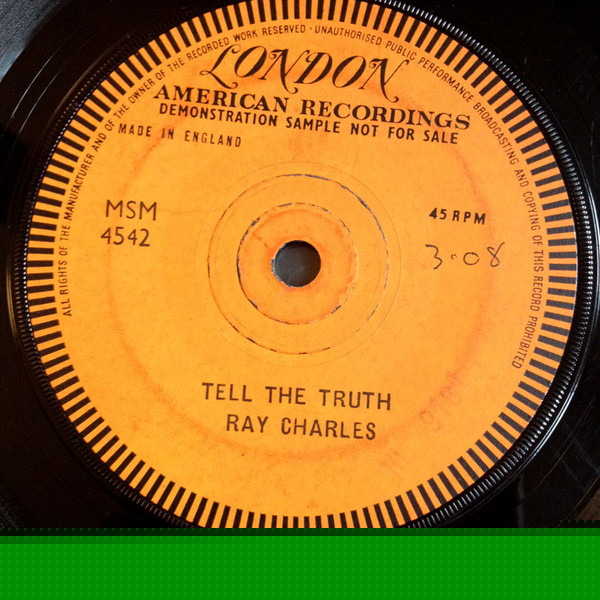 ALL RIGHTS OF THE MANUFACTURER AND OF THE OWNER OF THE RECORDED WORK RESERVED · UNAUTHORISED PUBLIC PERFORMANCE BROADCASTING AND COPYING OF THIS RECORD PROHIBITED
LONDON
AMERICAN RECORDINGS
DEMONSTRATION SAMPLE NOT FOR SALE
MADE IN ENGLAND
MSM
4542
45 RPM
3·08
TELL THE TRUTH
RAY CHARLES